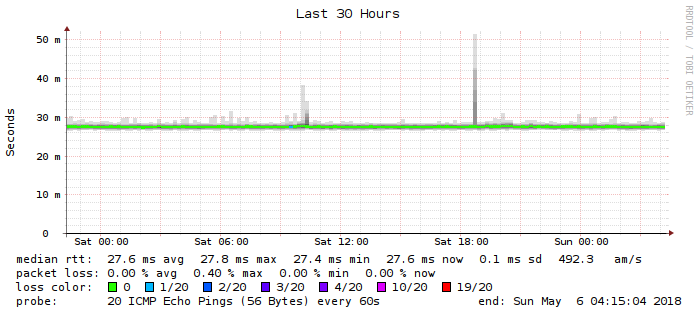 Last 30 Hours
RRDTOOL / TOBI OETIKER
Seconds
50 m
40 m
30 m
20 m
10 m
0
Sat 00:00 Sat 06:00 Sat 12:00 Sat 18:00 Sun 00:00
median rtt: 27.6 ms avg 27.8 ms max 27.4 ms min 27.6 ms now 0.1 ms sd 492.3 am/s
packet loss: 0.00 % avg 0.40 % max 0.00 % min 0.00 % now
loss color: 0 1/20 2/20 3/20 4/20 10/20 19/20
probe: 20 ICMP Echo Pings (56 Bytes) every 60s end: Sun May 6 04:15:04 2018